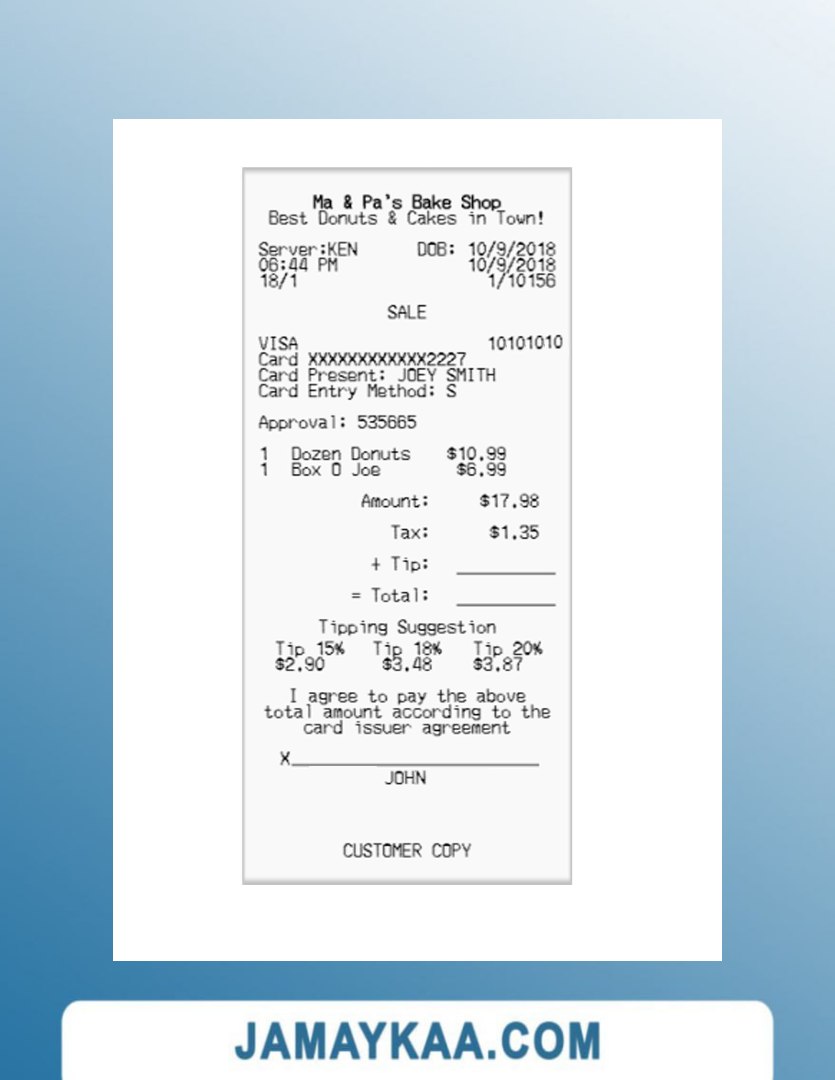 Ma & Pa's Bake Shop
Best Donuts & Cakes in Town!
Server:KEN DOB: 10/9/2018
06:44 PM 10/9/2018
18/1 1/10156
SALE
VISA 10101010
Card XXXXXXXXXXXX2227
Card Present: JOEY SMITH
Card Entry Method: S
Approval: 535665
1 Dozen Donuts $10.99
1 Box O Joe $6.99
Amount: $17.98
Tax: $1.35
+ Tip: __________
= Total: __________
Tipping Suggestion
Tip 15% Tip 18% Tip 20%
$2.90 $3.48 $3.87
I agree to pay the above
total amount according to the
card issuer agreement
X_________________________
JOHN
CUSTOMER COPY
JAMAYKAA.COM